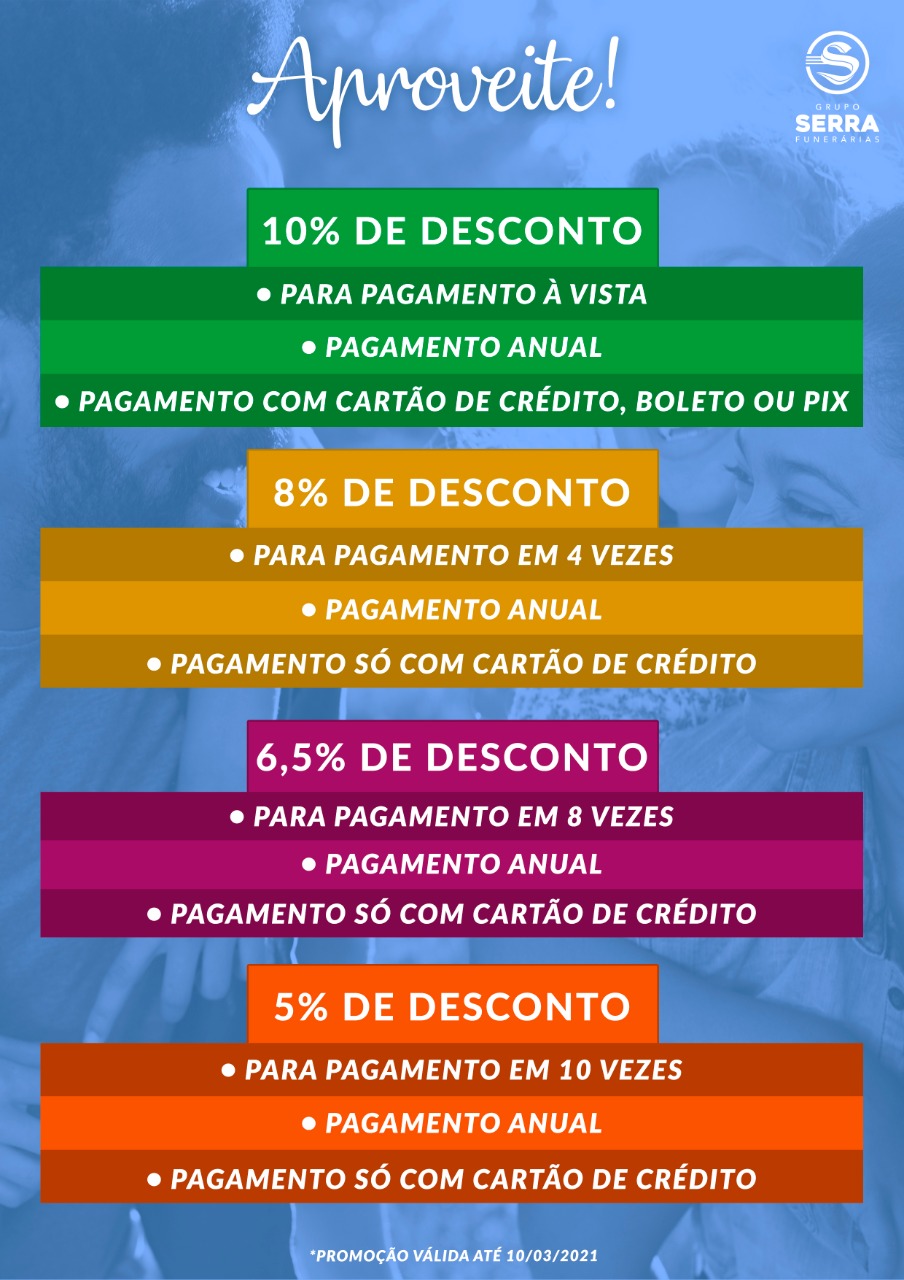 Aproveite!
GRUPO
SERRA
FUNERÁRIAS
10% DE DESCONTO
• PARA PAGAMENTO À VISTA
• PAGAMENTO ANUAL
• PAGAMENTO COM CARTÃO DE CRÉDITO, BOLETO OU PIX
8% DE DESCONTO
• PARA PAGAMENTO EM 4 VEZES
• PAGAMENTO ANUAL
• PAGAMENTO SÓ COM CARTÃO DE CRÉDITO
6,5% DE DESCONTO
• PARA PAGAMENTO EM 8 VEZES
• PAGAMENTO ANUAL
• PAGAMENTO SÓ COM CARTÃO DE CRÉDITO
5% DE DESCONTO
• PARA PAGAMENTO EM 10 VEZES
• PAGAMENTO ANUAL
• PAGAMENTO SÓ COM CARTÃO DE CRÉDITO
*PROMOÇÃO VÁLIDA ATÉ 10/03/2021